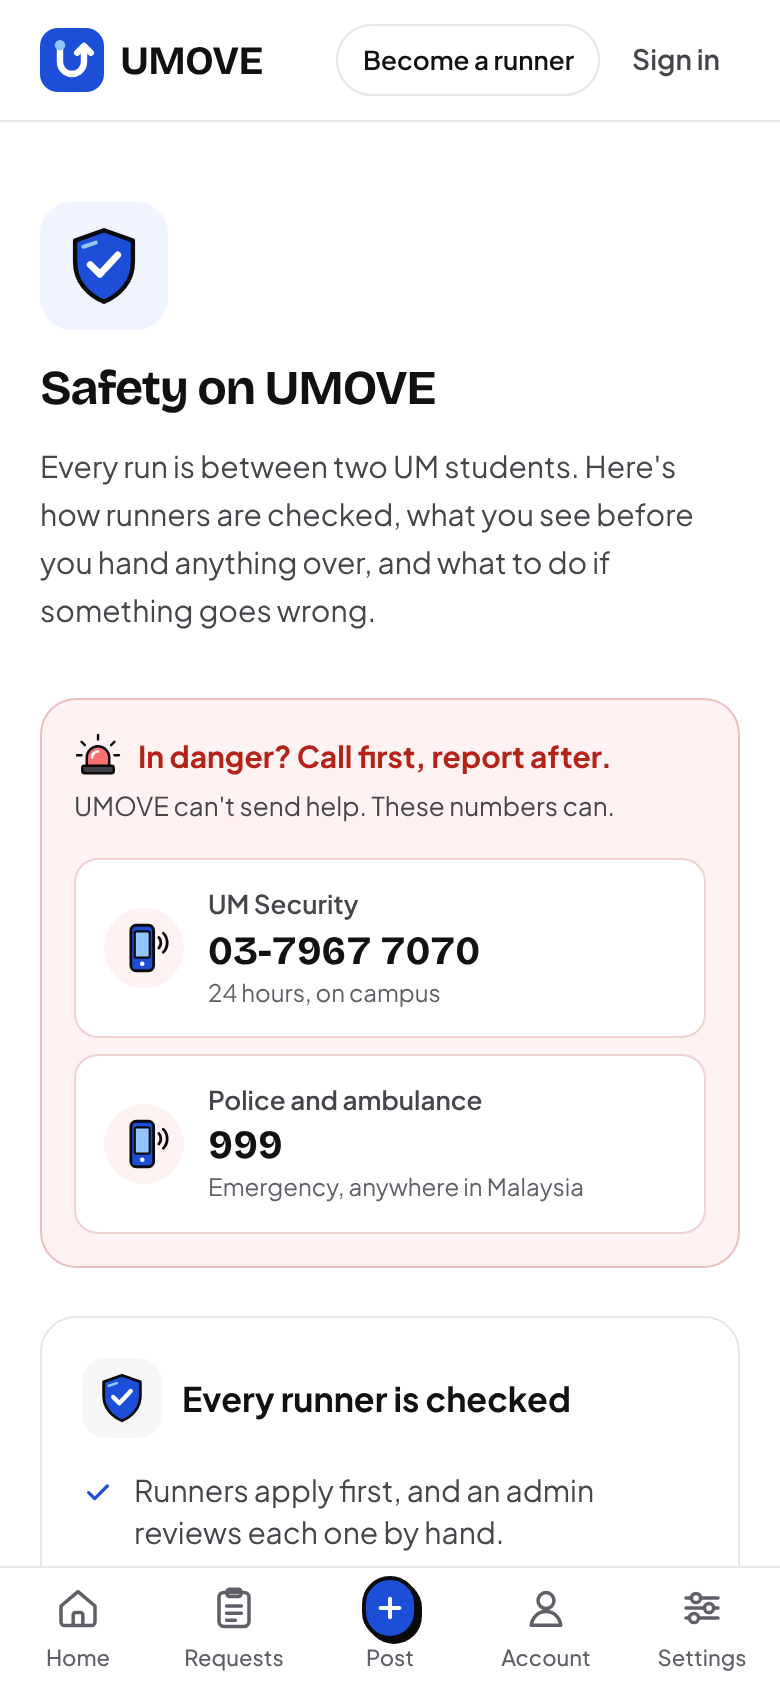 UMOVE
Become a runner
Sign in
Safety on UMOVE
Every run is between two UM students. Here's
how runners are checked, what you see before
you hand anything over, and what to do if
something goes wrong.
In danger? Call first, report after.
UMOVE can't send help. These numbers can.
UM Security
03-7967 7070
24 hours, on campus
Police and ambulance
999
Emergency, anywhere in Malaysia
Every runner is checked
Runners apply first, and an admin
reviews each one by hand.
Home
Requests
Post
Account
Settings